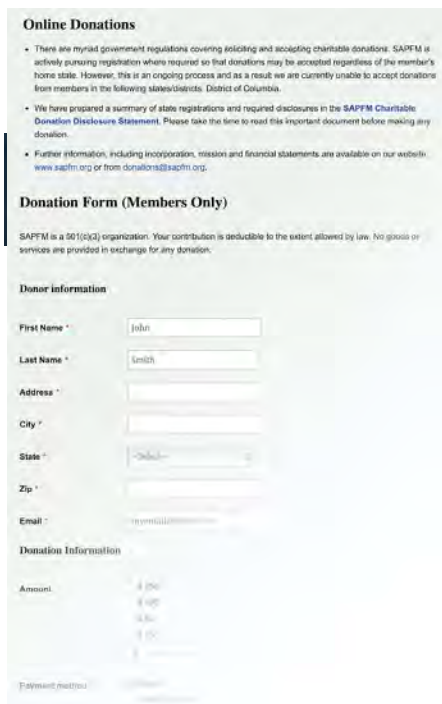 Online Donations
• There are myriad government regulations covering soliciting and accepting charitable donations. SAPFM is
actively pursuing registration where required so that donations may be accepted regardless of the member's
home state. However, this is an ongoing process and as a result we are currently unable to accept donations
from members in the following states/districts: District of Columbia.
• We have prepared a summary of state registrations and required disclosures in the SAPFM Charitable
Donation Disclosure Statement. Please take the time to read this important document before making any
donation.
• Further information, including incorporation, mission and financial statements are available on our website
www.sapfm.org or from donations@sapfm.org.
Donation Form (Members Only)
SAPFM is a 501(c)(3) organization. Your contribution is deductible to the extent allowed by law. No goods or
services are provided in exchange for any donation.
Donor information
First Name * John
Last Name * Smith
Address *
City *
State *
Zip *
Email *
Donation Information
Amount
Payment method